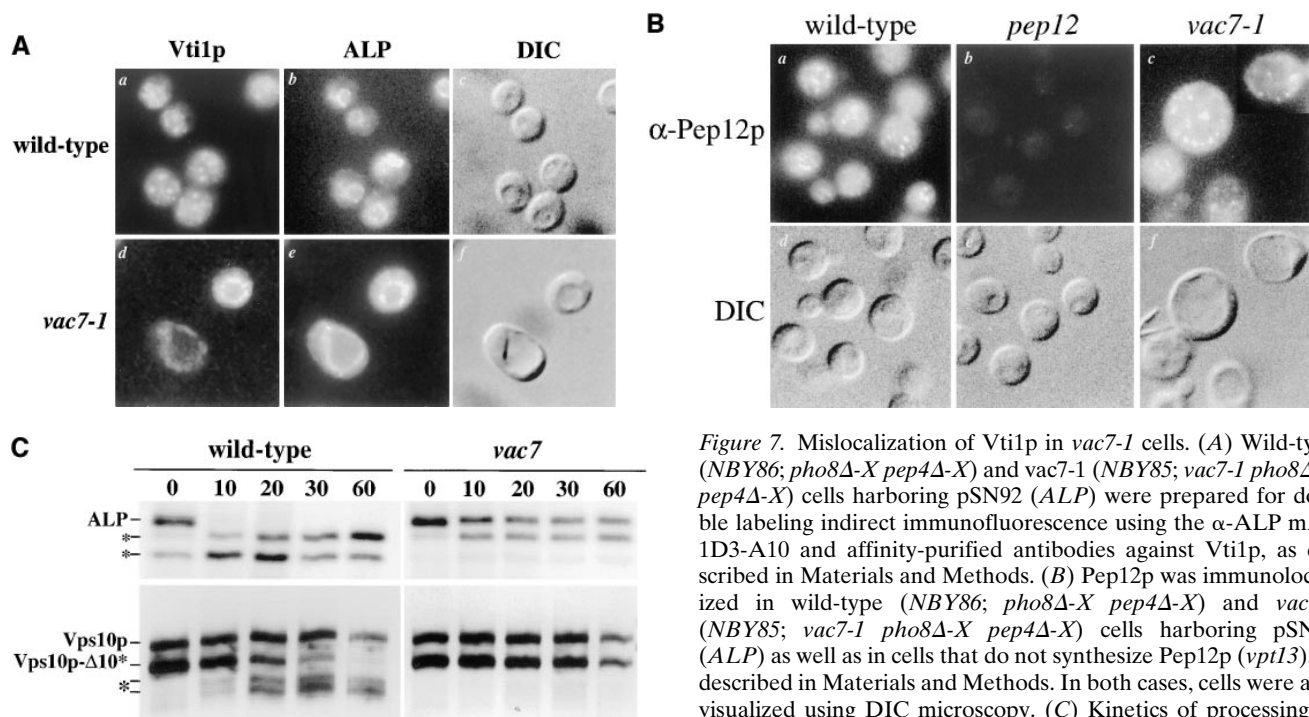 A
Vti1p ALP DIC
a b c
wild-type
d e f
vac7-1
B
wild-type pep12 vac7-1
a b c
α-Pep12p
d f
DIC
C
wild-type vac7
0 10 20 30 60 0 10 20 30 60
ALP
*
*
Vps10p
Vps10p-Δ10*
*
Figure 7. Mislocalization of Vti1p in vac7-1 cells. (A) Wild-ty
(NBY86; pho8Δ-X pep4Δ-X) and vac7-1 (NBY85; vac7-1 pho8Δ
pep4Δ-X) cells harboring pSN92 (ALP) were prepared for do
ble labeling indirect immunofluorescence using the α-ALP m
1D3-A10 and affinity-purified antibodies against Vti1p, as
scribed in Materials and Methods. (B) Pep12p was immunoloc
ized in wild-type (NBY86; pho8Δ-X pep4Δ-X) and vac
(NBY85; vac7-1 pho8Δ-X pep4Δ-X) cells harboring pSN
(ALP) as well as in cells that do not synthesize Pep12p (vpt13)
described in Materials and Methods. In both cases, cells were a
visualized using DIC microscopy. (C) Kinetics of processing